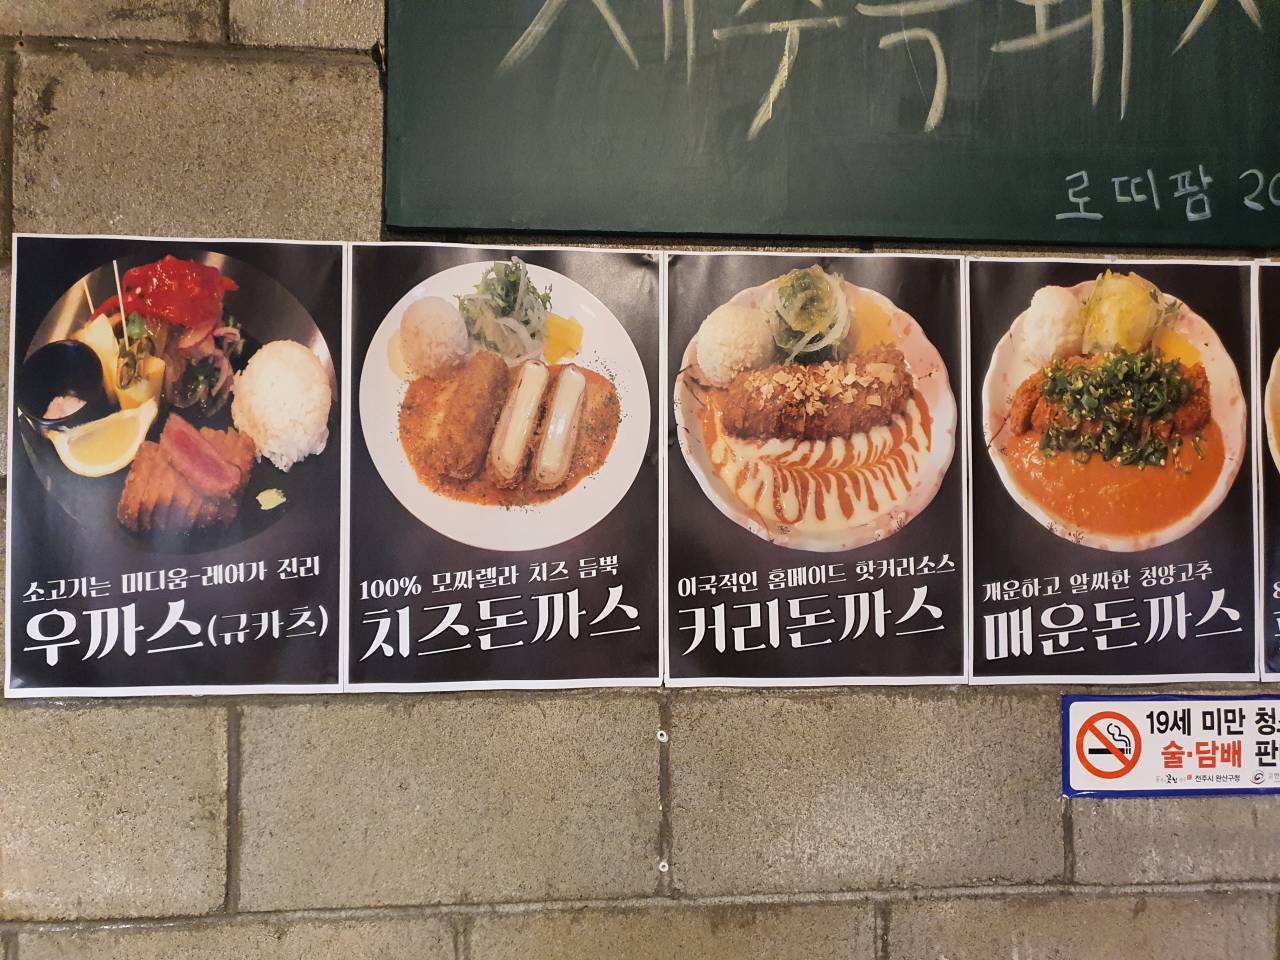 로띠팜 20
소고기는 미디움-레어가 진리
우까스(규카츠)
100% 모짜렐라 치즈 듬뿍
치즈돈까스
이국적인 홈메이드 핫커리소스
커리돈까스
개운하고 알싸한 청양고추
매운돈까스
19세 미만
술·담배
전주시 완산구청